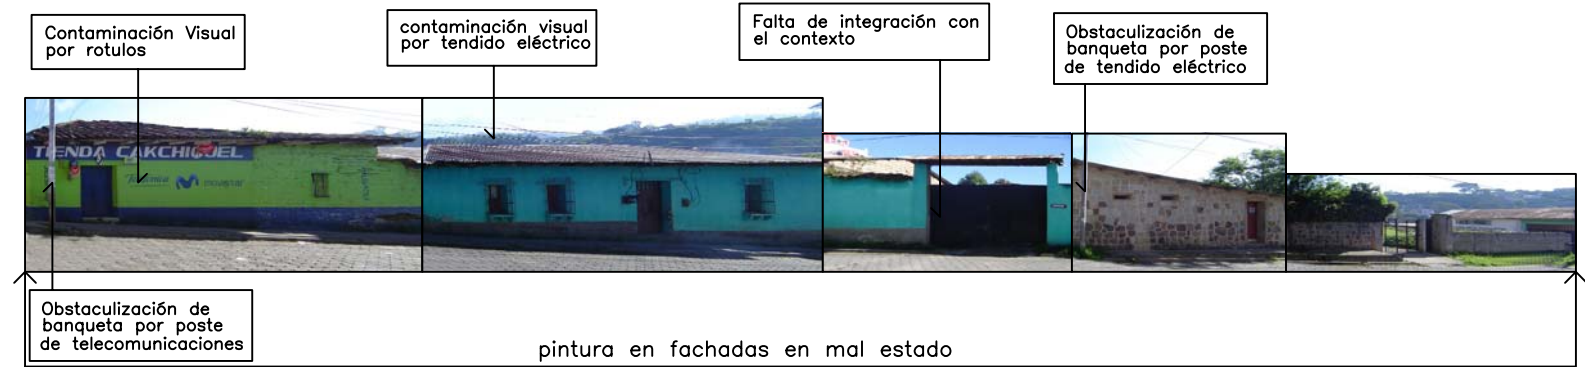 Contaminación Visual
por rotulos
contaminación visual
por tendido eléctrico
Falta de integración con
el contexto
Obstaculización de
banqueta por poste
de tendido eléctrico
TIENDA CAKCHIQUEL
Telefónica
movistar
Obstaculización de
banqueta por poste
de telecomunicaciones
pintura en fachadas en mal estado